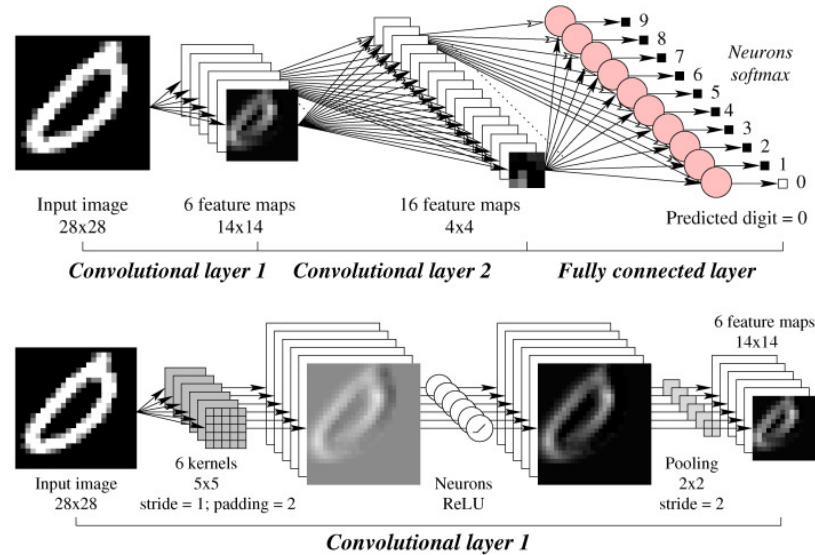 9
8
7
6
5
4
3
2
1
0
Neurons
softmax
Input image
28x28
6 feature maps
14x14
16 feature maps
4x4
Predicted digit = 0
Convolutional layer 1
Convolutional layer 2
Fully connected layer
6 feature maps
14x14
Input image
28x28
6 kernels
5x5
stride = 1; padding = 2
Neurons
ReLU
Pooling
2x2
stride = 2
Convolutional layer 1